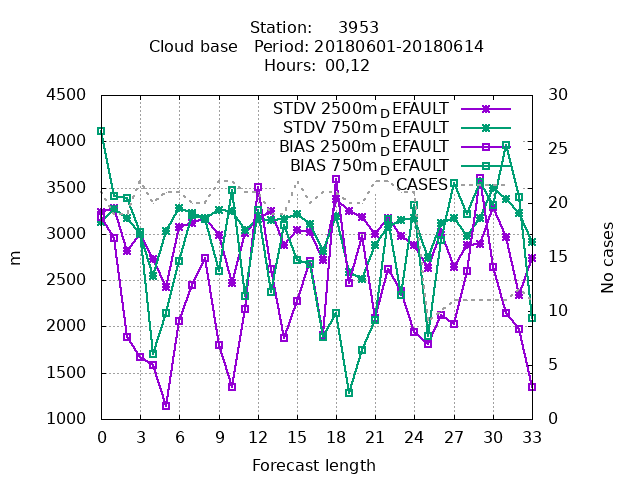 Station: 3953
Cloud base Period: 20180601-20180614
Hours: 00,12
4500
4000
3500
3000
2500
2000
1500
1000
m
30
25
20
15
10
5
0
No cases
STDV 2500m_DEFAULT
STDV 750m_DEFAULT
BIAS 2500m_DEFAULT
BIAS 750m_DEFAULT
CASES
0 3 6 9 12 15 18 21 24 27 30 33
Forecast length